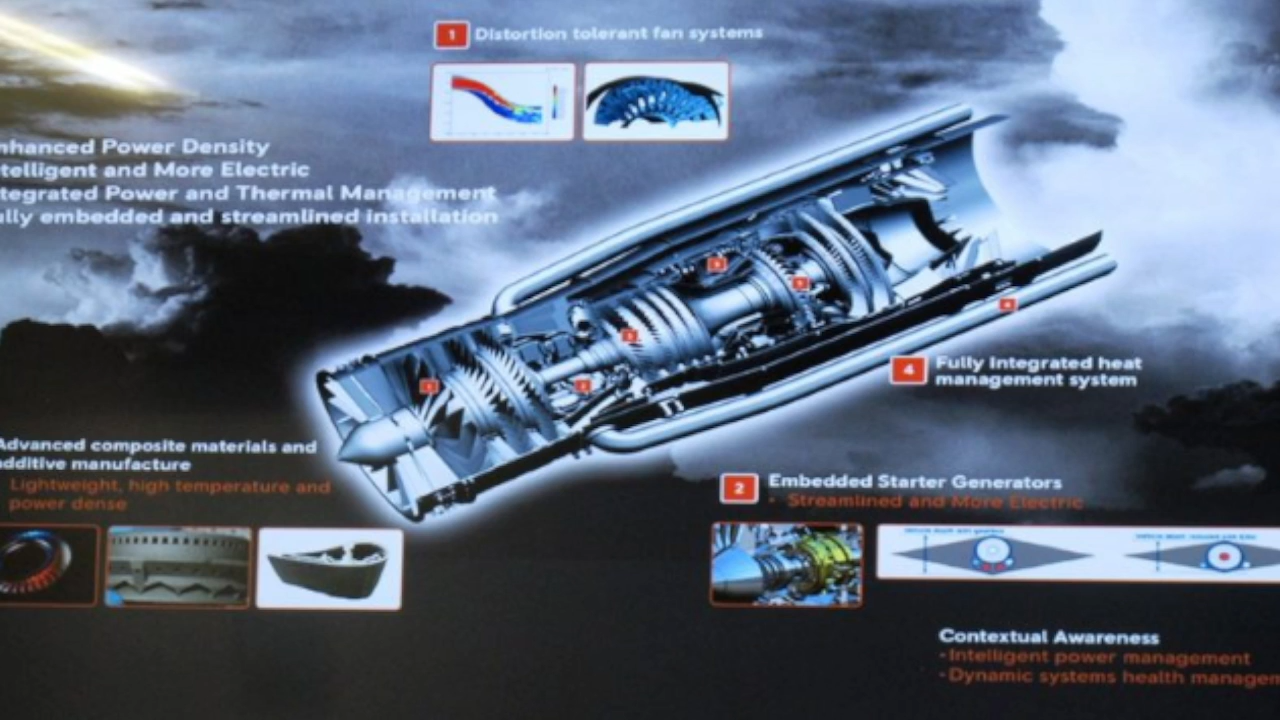 1 Distortion tolerant fan systems
nhanced Power Density
telligent and More Electric
tegrated Power and Thermal Management
ully embedded and streamlined installation
4 Fully integrated heat
management system
Advanced composite materials and
additive manufacture
Lightweight, high temperature and
power dense
2 Embedded Starter Generators
• Streamlined and More Electric
Contextual Awareness
-Intelligent power management
-Dynamic systems health managem